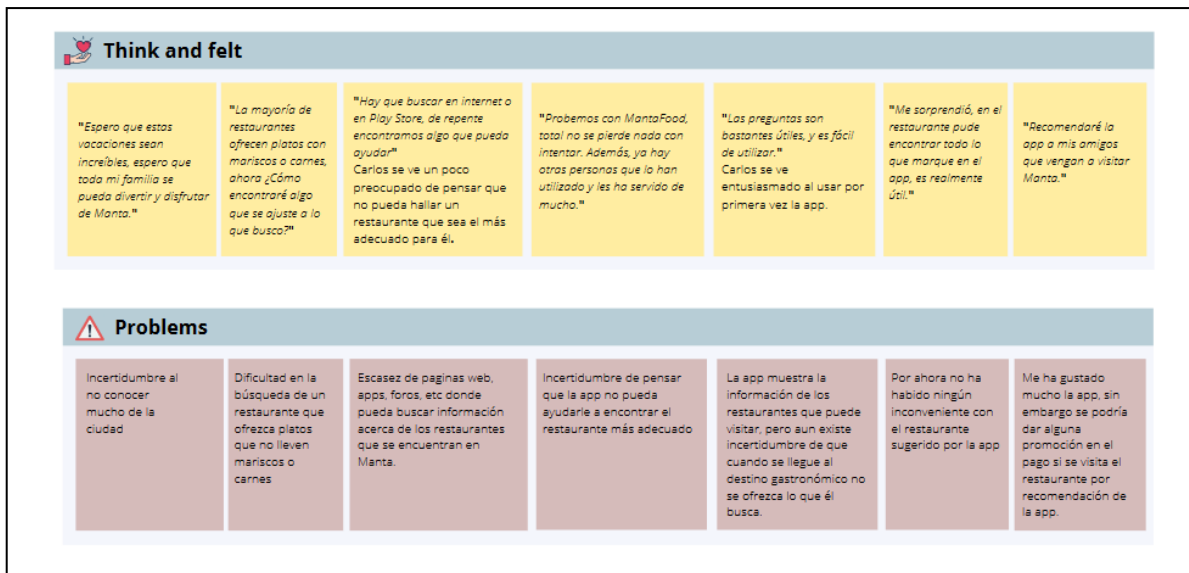 Think and felt
"Espero que estas
vacaciones sean
increíbles, espero que
toda mi familia se
pueda divertir y disfrutar
de Manta."
"La mayoría de
restaurantes
ofrecen platos con
mariscos o carnes,
ahora ¿Cómo
encontraré algo
que se ajuste a lo
que busco?"
"Hay que buscar en internet o
en Play Store, de repente
encontramos algo que pueda
ayudar"
Carlos se ve un poco
preocupado de pensar que
no pueda hallar un
restaurante que sea el más
adecuado para él.
"Probemos con MantaFood,
total no se pierde nada con
intentar. Además, ya hay
otras personas que lo han
utilizado y les ha servido de
mucho."
"Las preguntas son
bastantes útiles, y es fácil
de utilizar."
Carlos se ve
entusiasmado al usar por
primera vez la app.
"Me sorprendió, en el
restaurante pude
encontrar todo lo
que marque en el
app, es realmente
útil."
"Recomendaré la
app a mis amigos
que vengan a visitar
Manta."
Problems
Incertidumbre al
no conocer
mucho de la
ciudad
Dificultad en la
búsqueda de un
restaurante que
ofrezca platos
que no lleven
mariscos o
carnes
Escasez de paginas web,
apps, foros, etc donde
pueda buscar información
acerca de los restaurantes
que se encuentran en
Manta.
Incertidumbre de pensar
que la app no pueda
ayudarle a encontrar el
restaurante más adecuado
La app muestra la
información de los
restaurantes que puede
visitar, pero aun existe
incertidumbre de que
cuando se llegue al
destino gastronómico no
se ofrezca lo que él
busca.
Por ahora no ha
habido ningún
inconveniente con
el restaurante
sugerido por la app
Me ha gustado
mucho la app, sin
embargo se podría
dar alguna
promoción en el
pago si se visita el
restaurante por
recomendación de
la app.